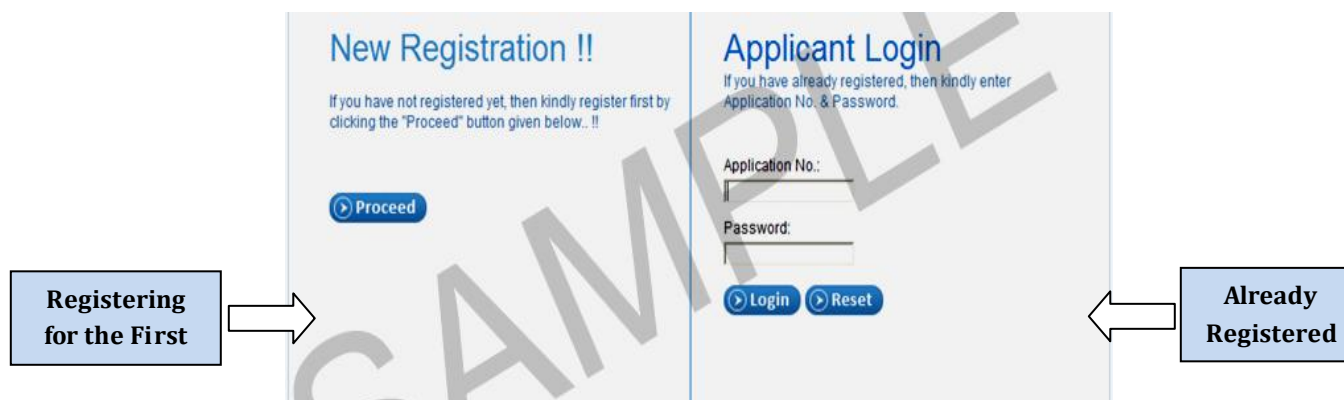 New Registration !!
If you have not registered yet, then kindly register first by
clicking the "Proceed" button given below.. !!
Proceed
Applicant Login
If you have already registered, then kindly enter
Application No. & Password.
Application No.:
Password:
Login Reset
Registering
for the First
Already
Registered
SAMPLE